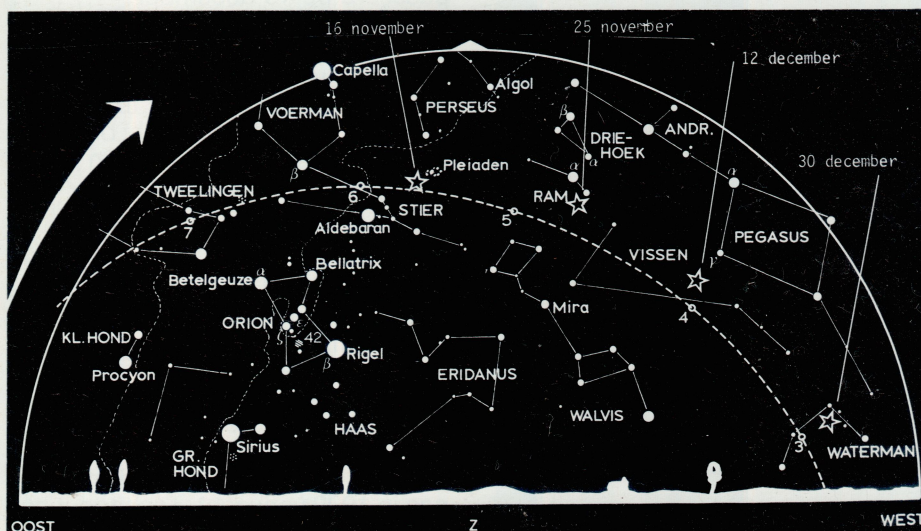 16 november
25 november
12 december
30 december
Capella
Algol
VOERMAN
PERSEUS
β
DRIE-
HOEK
ANDR.
α
β
Pleiaden
α
α
TWEELINGEN
RAM
6
STIER
5
7
Aldebaran
VISSEN
PEGASUS
γ
Bellatrix
Betelgeuze
α
Mira
4
ORION
ε
ζ
42
KL. HOND
Rigel
β
Procyon
ERIDANUS
HAAS
WALVIS
Sirius
GR.
HOND
3
WATERMAN
OOST
Z
WEST